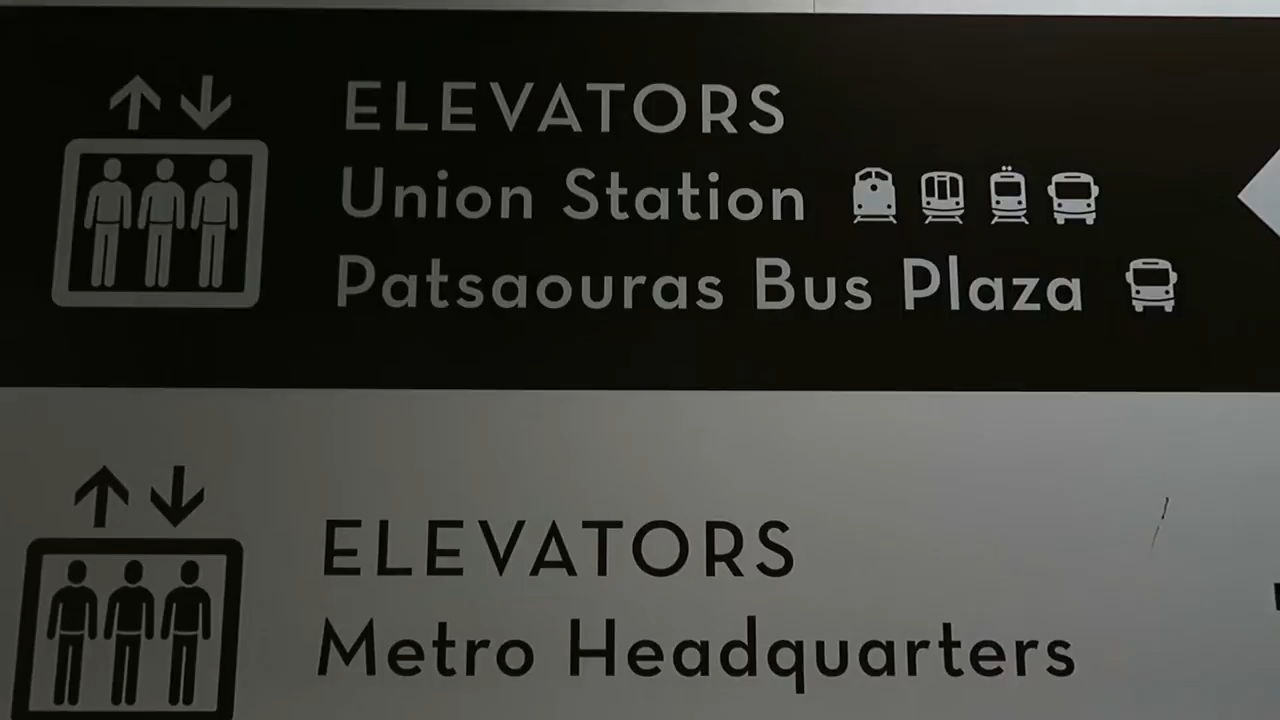 ELEVATORS
Union Station
Patsaouras Bus Plaza
ELEVATORS
Metro Headquarters